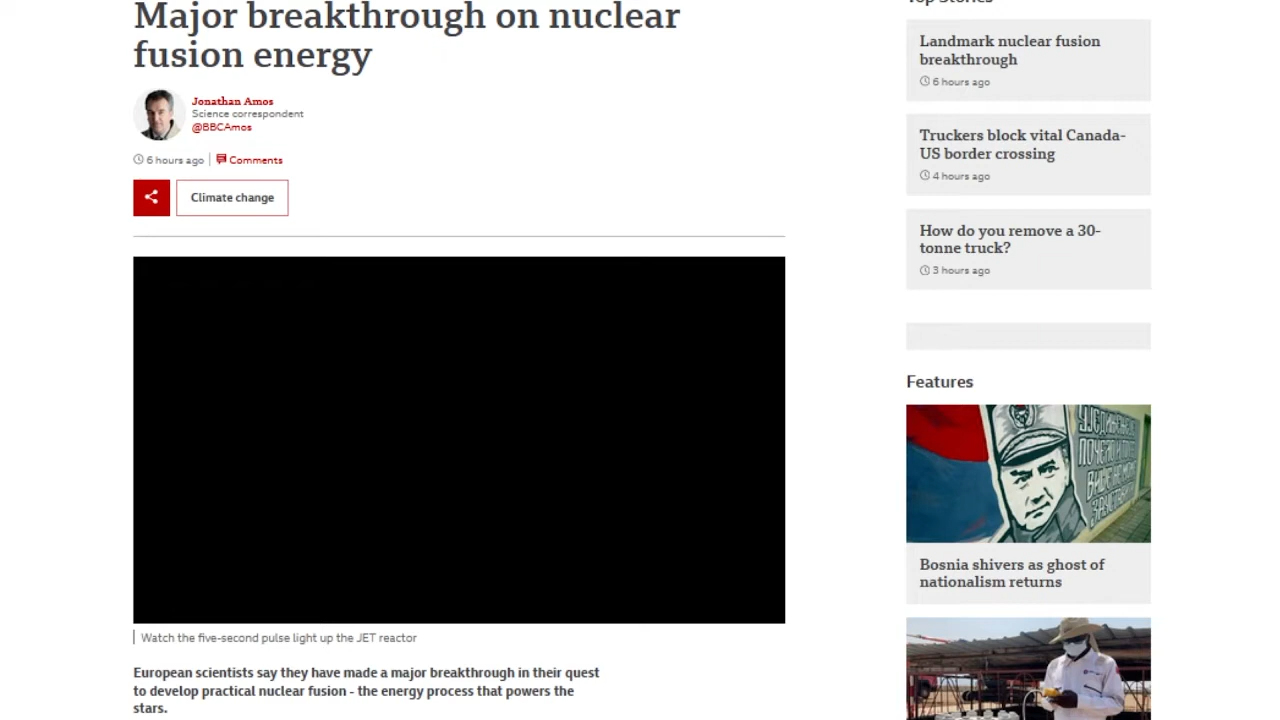 Major breakthrough on nuclear
fusion energy
Jonathan Amos
Science correspondent
@BBCAmos
6 hours ago
Comments
Climate change
Watch the five-second pulse light up the JET reactor
European scientists say they have made a major breakthrough in their quest
to develop practical nuclear fusion - the energy process that powers the
stars.
Top Stories
Landmark nuclear fusion
breakthrough
6 hours ago
Truckers block vital Canada-
US border crossing
4 hours ago
How do you remove a 30-
tonne truck?
3 hours ago
Features
Bosnia shivers as ghost of
nationalism returns